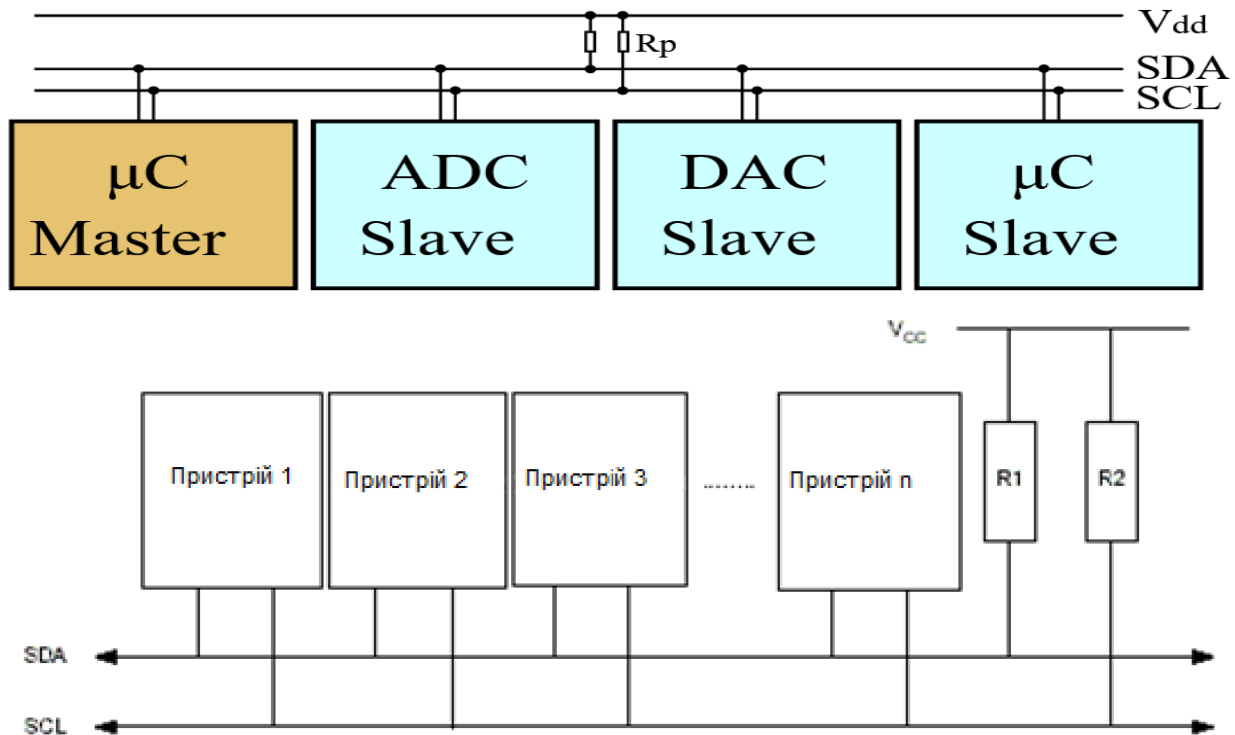 Vdd
Rp
SDA
SCL
μC
Master
ADC
Slave
DAC
Slave
μC
Slave
VCC
Пристрій 1
Пристрій 2
Пристрій 3
........
Пристрій n
R1
R2
SDA
SCL